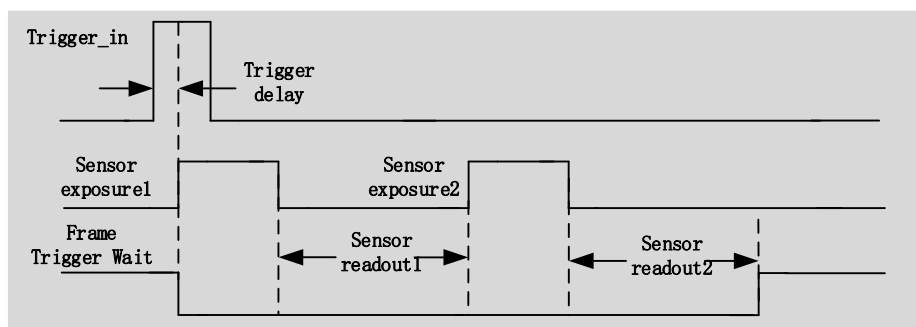 Trigger_in
Trigger
delay
Sensor
exposure1
Sensor
exposure2
Frame
Trigger Wait
Sensor
readout1
Sensor
readout2